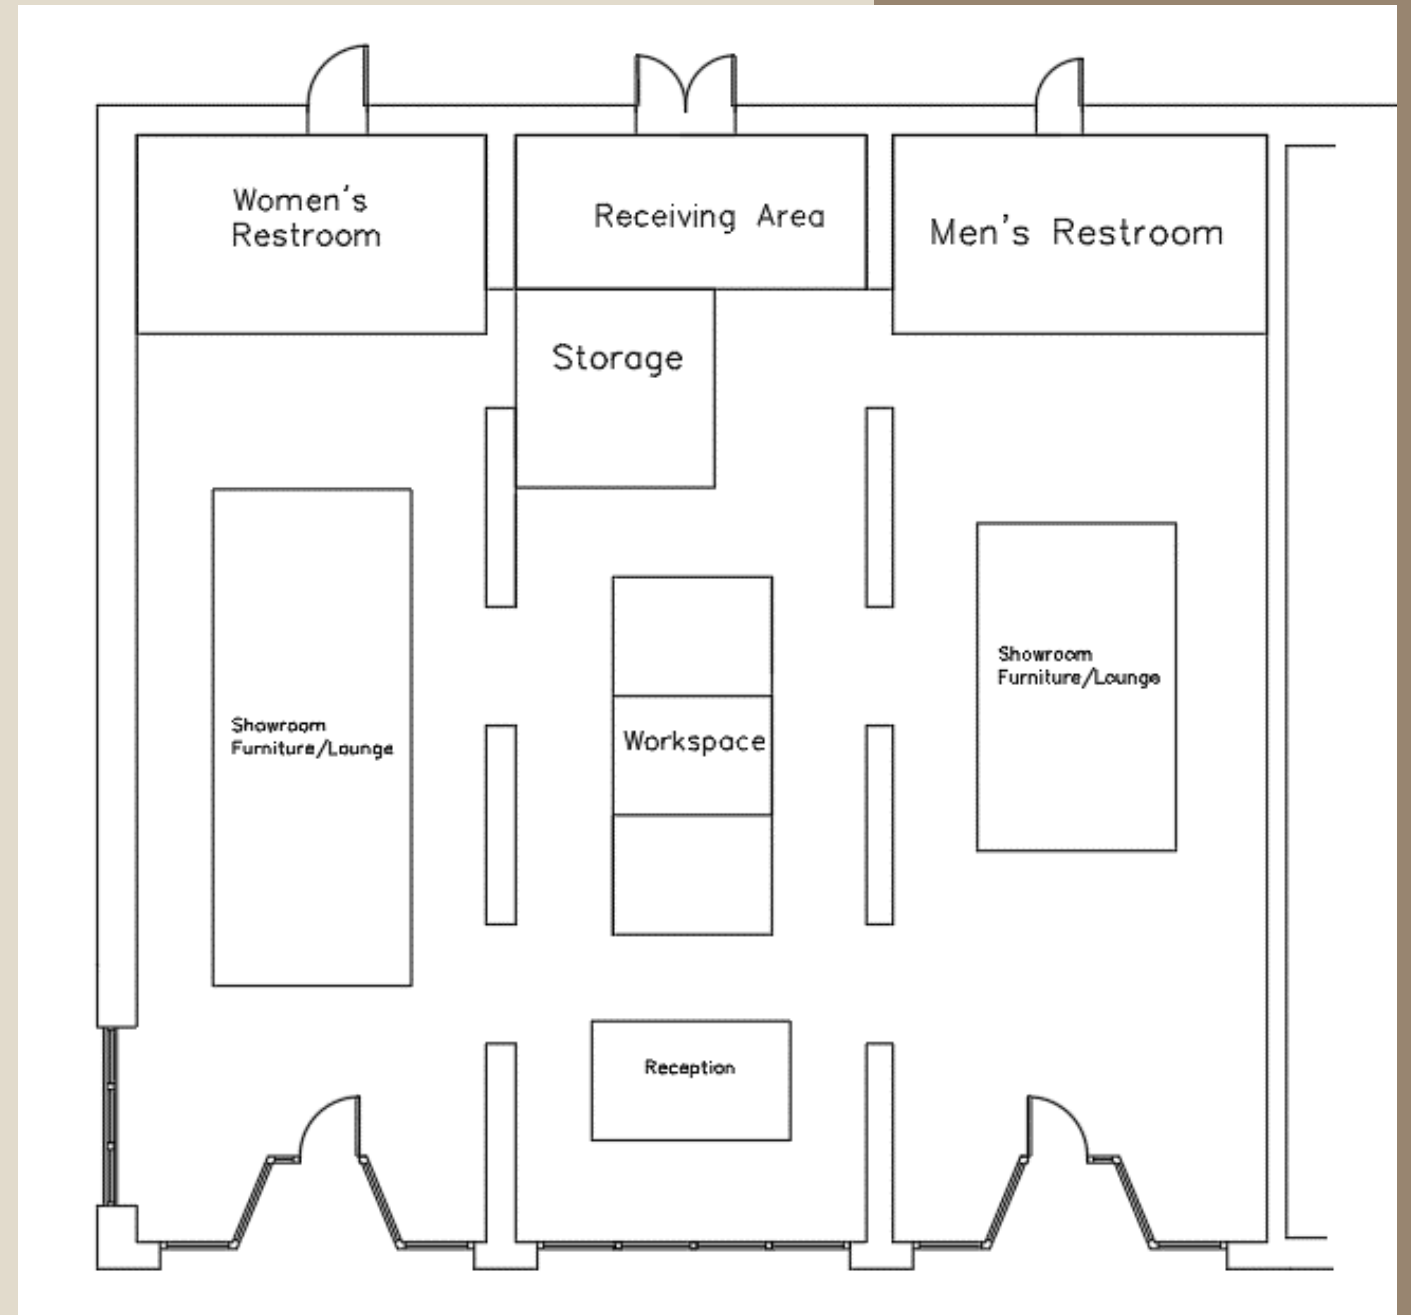 Women's
Restroom
Receiving Area
Men's Restroom
Storage
Showroom
Furniture/Lounge
Showroom
Furniture/Lounge
Workspace
Reception